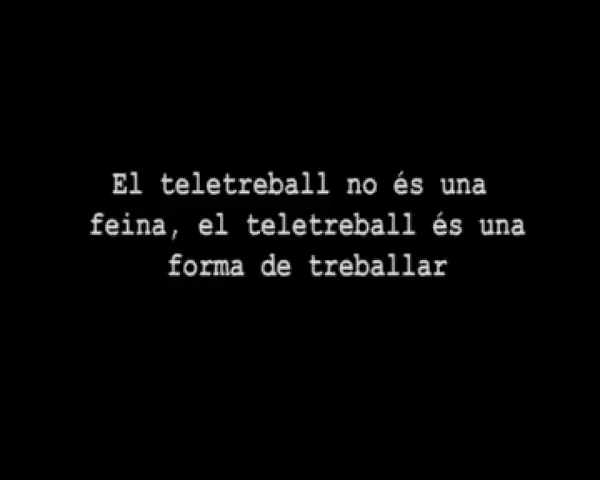 El teletreball no és una
feina, el teletreball és una
forma de treballar